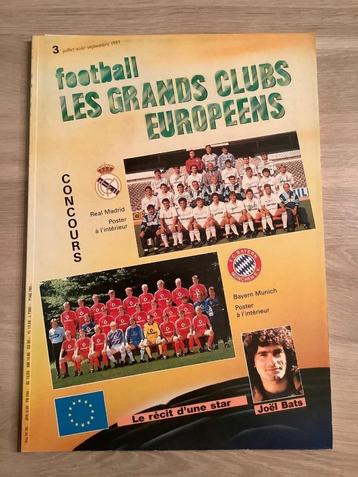 3 juillet-août-septembre 1991
football
LES GRANDS CLUBS
EUROPEENS
CONCOURS
Real Madrid
Poster
à l'intérieur
Bayern Munich
Poster
à l'intérieur
Le récit d'une star
Joël Bats